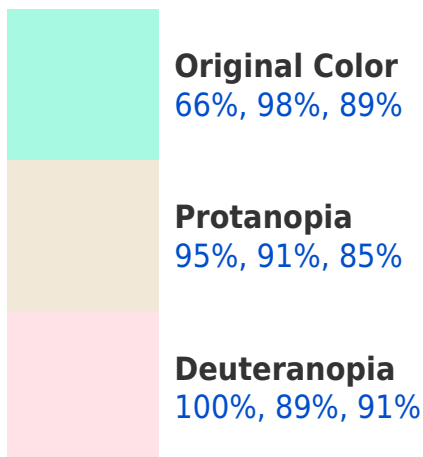 Original Color
66%, 98%, 89%
Protanopia
95%, 91%, 85%
Deuteranopia
100%, 89%, 91%